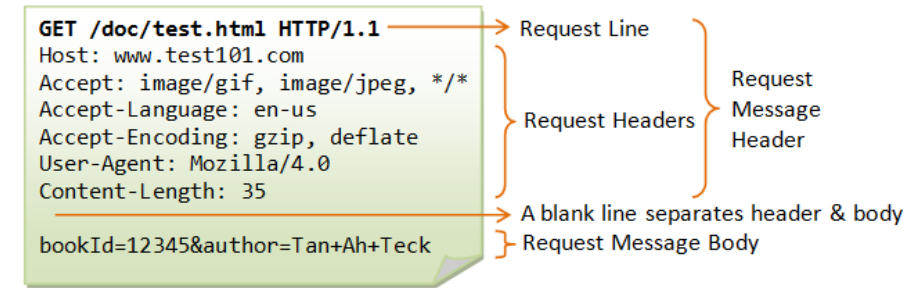 GET /doc/test.html HTTP/1.1
Host: www.test101.com
Accept: image/gif, image/jpeg, */*
Accept-Language: en-us
Accept-Encoding: gzip, deflate
User-Agent: Mozilla/4.0
Content-Length: 35
bookId=12345&author=Tan+Ah+Teck
Request Line
Request Headers
Request
Message
Header
A blank line separates header & body
Request Message Body